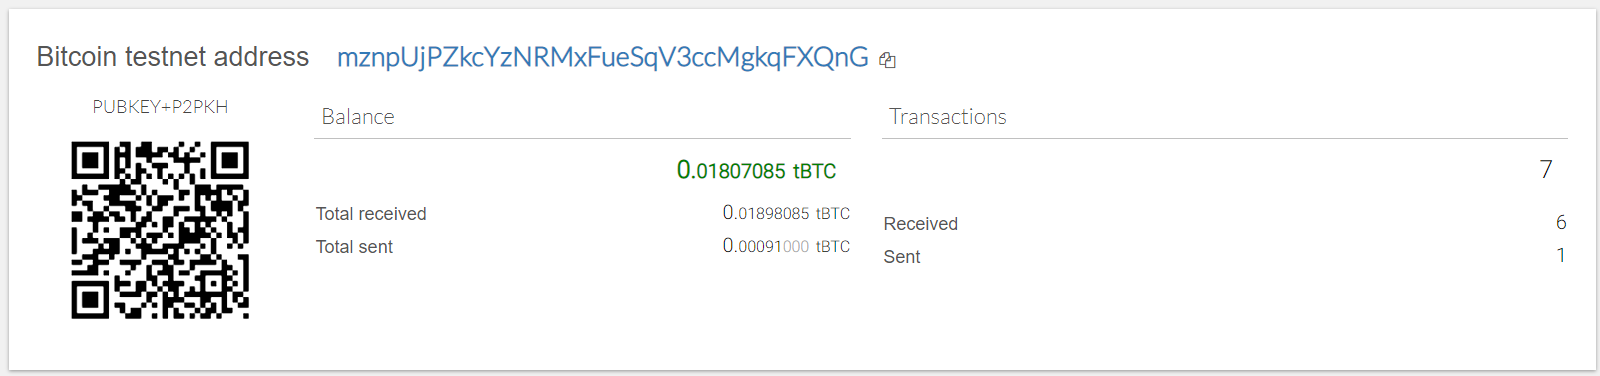 Bitcoin testnet address mznpUjPZkcYzNRMxFueSqV3ccMgkqFXQnG
PUBKEY+P2PKH
Balance
0.01807085 tBTC
Total received 0.01898085 tBTC
Total sent 0.00091000 tBTC
Transactions
7
Received 6
Sent 1